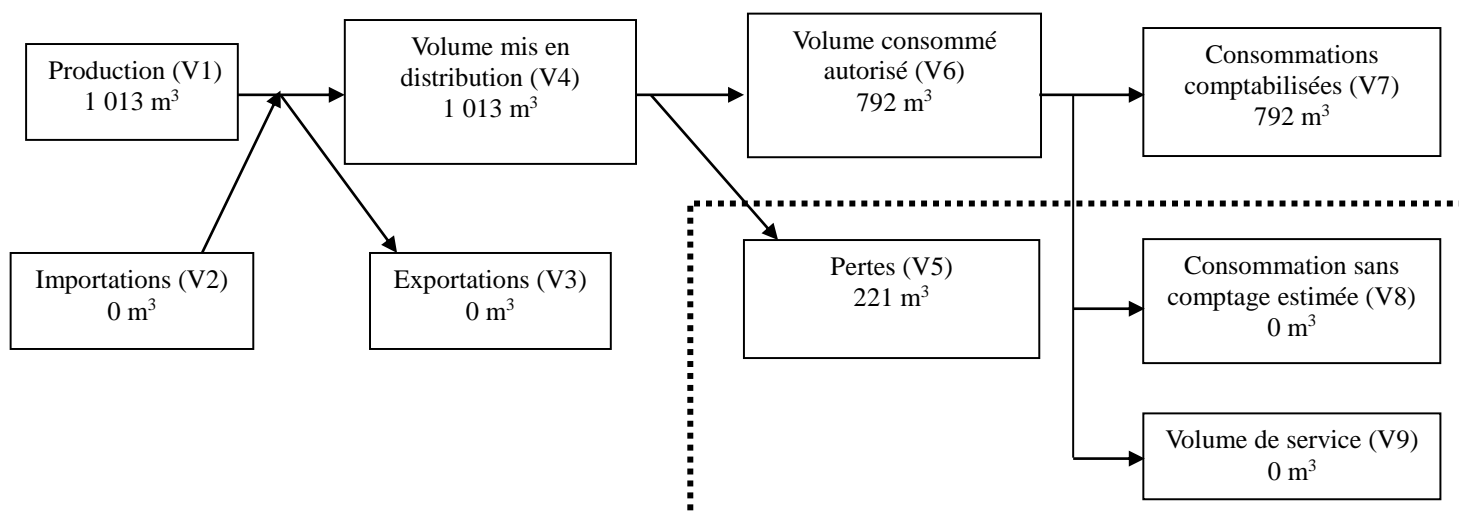 Production (V1)
1 013 m³
Volume mis en
distribution (V4)
1 013 m³
Volume consommé
autorisé (V6)
792 m³
Consommations
comptabilisées (V7)
792 m³
Importations (V2)
0 m³
Exportations (V3)
0 m³
Pertes (V5)
221 m³
Consommation sans
comptage estimée (V8)
0 m³
Volume de service (V9)
0 m³